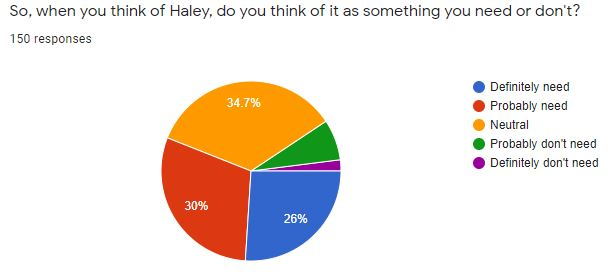 So, when you think of Haley, do you think of it as something you need or don't?
150 responses
34.7%
30%
26%
Definitely need
Probably need
Neutral
Probably don't need
Definitely don't need